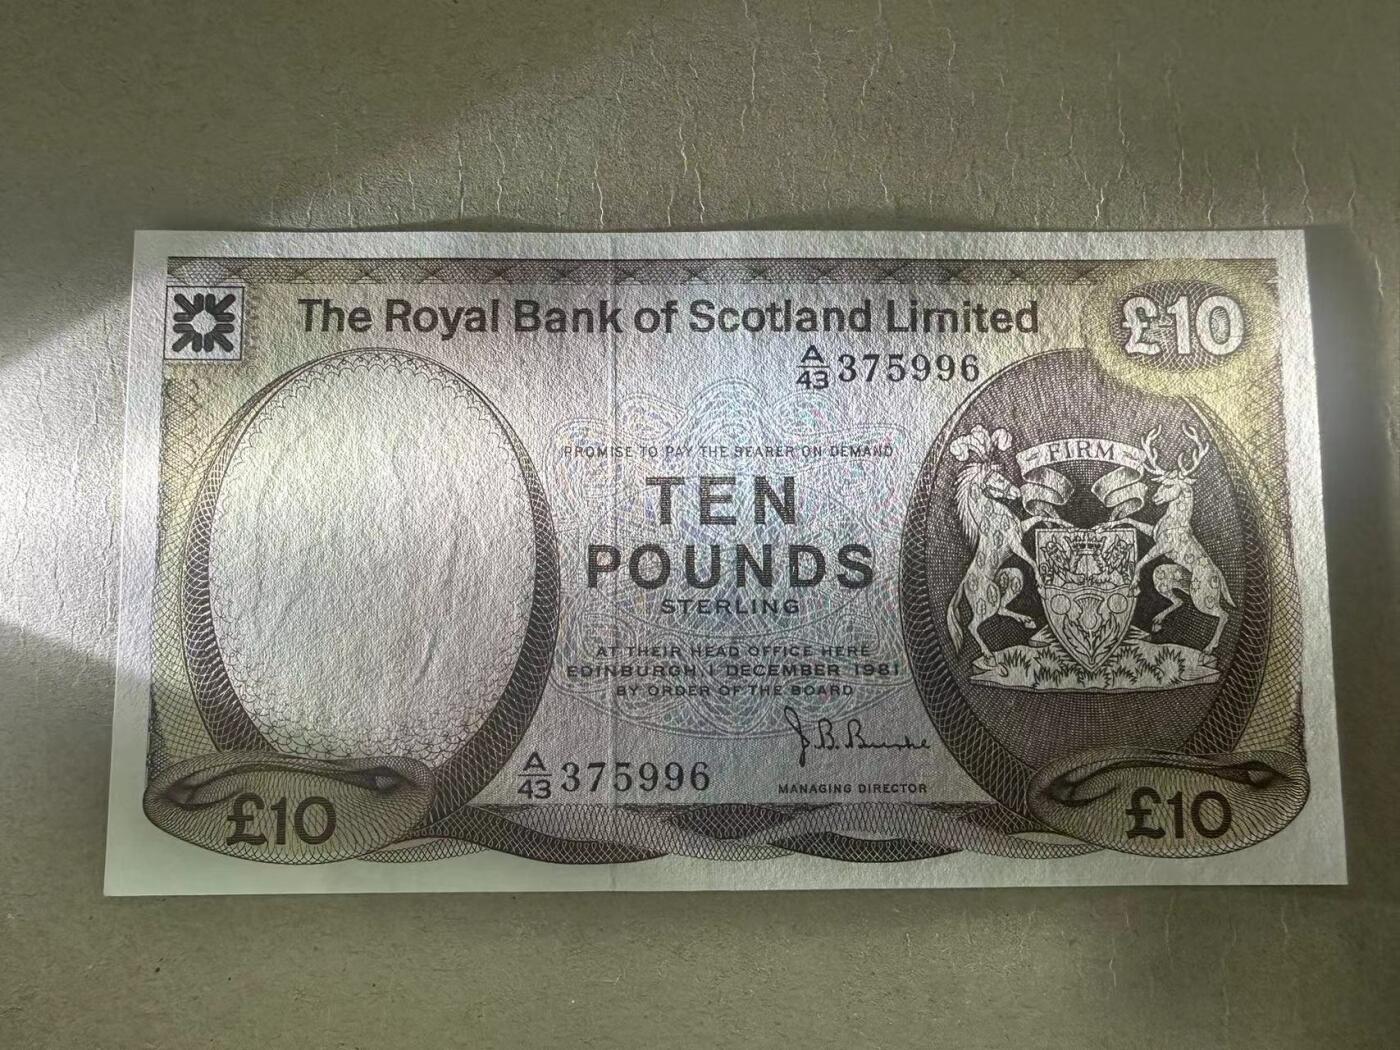 The Royal Bank of Scotland Limited
£10
A/43 375996
PROMISE TO PAY THE BEARER ON DEMAND
FIRM
TEN
POUNDS
STERLING
AT THEIR HEAD OFFICE HERE
EDINBURGH, 1 DECEMBER 1981
BY ORDER OF THE BOARD
J.B. Burke
A/43 375996
MANAGING DIRECTOR
£10
£10